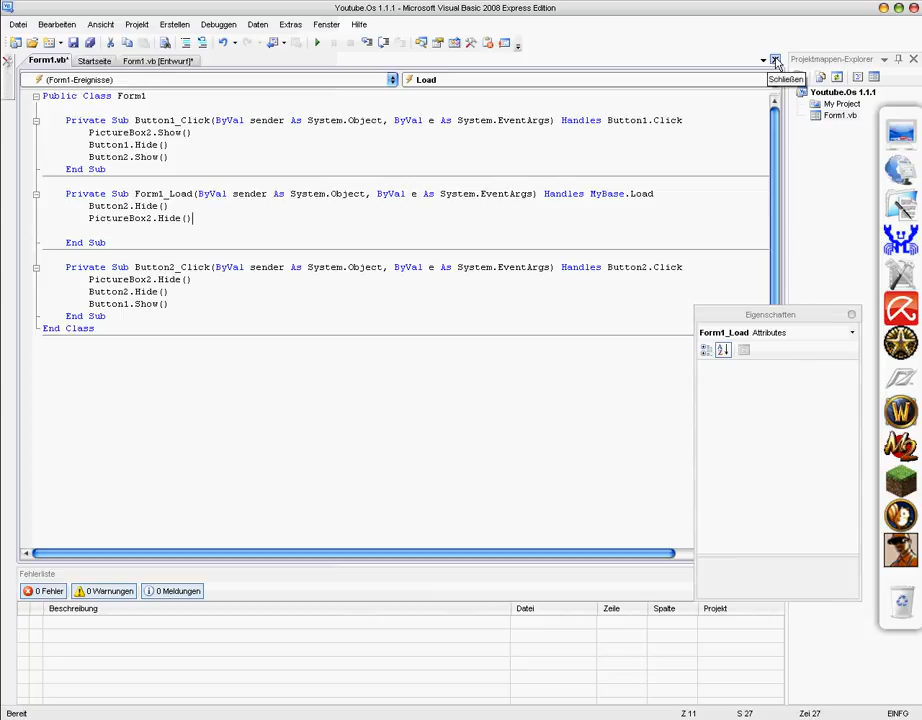 Youtube.Os 1.1.1 - Microsoft Visual Basic 2008 Express Edition
Datei Bearbeiten Ansicht Projekt Erstellen Debuggen Daten Extras Fenster Hilfe
Form1.vb* Startseite Form1.vb [Entwurf]* Projektmappen-Explorer
(Form1-Ereignisse) Load Schließen
Youtube.Os 1.1.1
My Project
Form1.vb
Public Class Form1
Private Sub Button1_Click(ByVal sender As System.Object, ByVal e As System.EventArgs) Handles Button1.Click
PictureBox2.Show()
Button1.Hide()
Button2.Show()
End Sub
Private Sub Form1_Load(ByVal sender As System.Object, ByVal e As System.EventArgs) Handles MyBase.Load
Button2.Hide()
PictureBox2.Hide()
End Sub
Private Sub Button2_Click(ByVal sender As System.Object, ByVal e As System.EventArgs) Handles Button2.Click
PictureBox2.Hide()
Button2.Hide()
Button1.Show()
End Sub
End Class
Eigenschaften
Form1_Load Attributes
Fehlerliste
0 Fehler 0 Warnungen 0 Meldungen
Beschreibung Datei Zeile Spalte Projekt
Bereit Z 11 S 27 Zei 27 EINFG